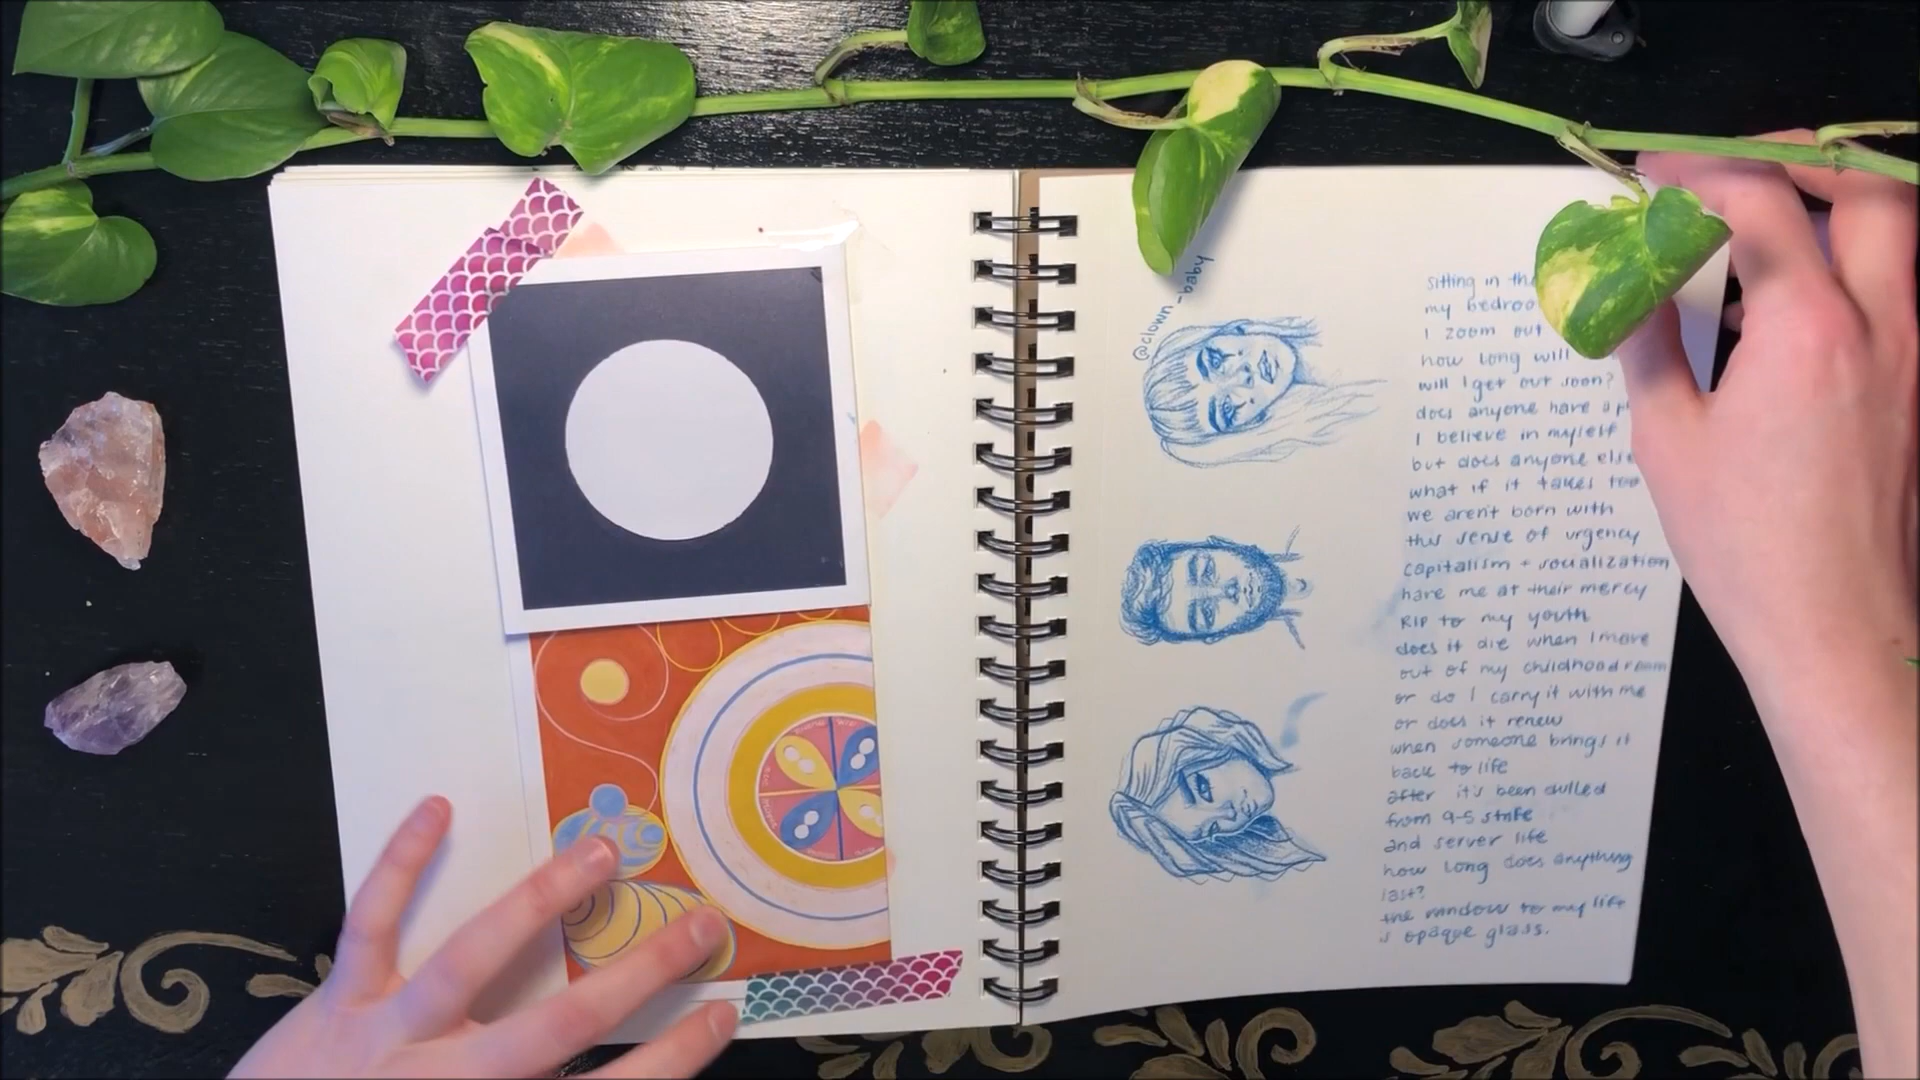 @clown-baby
sitting in the
my bedroo
I zoom out
how long will
will I get out soon?
does anyone have a pl
I believe in myself
but does anyone else
what if it takes too
we aren't born with
this sense of urgency
capitalism + socialization
have me at their mercy
RIP to my youth
does it die when I move
out of my childhood room
or do I carry it with me
or does it renew
when someone brings it
back to life
after it's been dulled
from 9-5 strife
and server life
how long does anything
last?
the window to my life
is opaque glass.